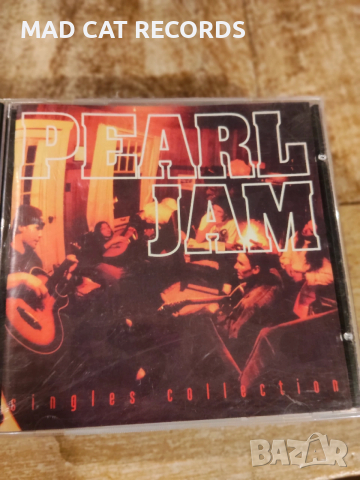 MAD CAT RECORDS
PEARL
JAM
singles collection
BAZAR